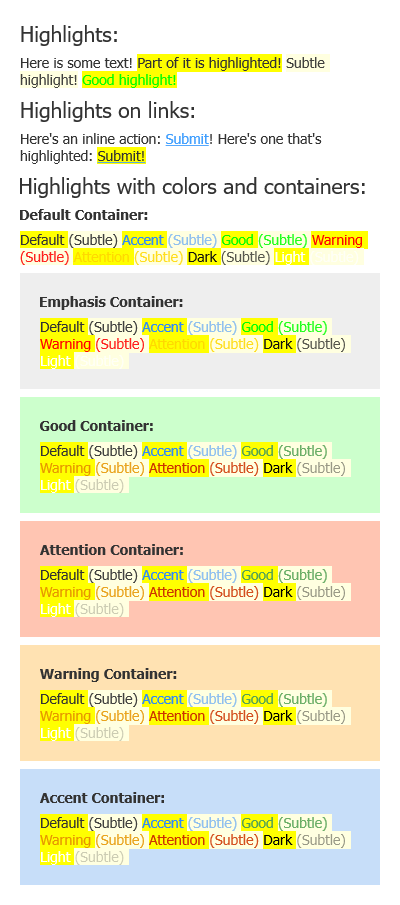 Highlights:
Here is some text! Part of it is highlighted! Subtle
highlight! Good highlight!
Highlights on links:
Here's an inline action: Submit! Here's one that's
highlighted: Submit!
Highlights with colors and containers:
Default Container:
Default (Subtle) Accent (Subtle) Good (Subtle) Warning
(Subtle) Attention (Subtle) Dark (Subtle) Light
Emphasis Container:
Default (Subtle) Accent (Subtle) Good (Subtle)
Warning (Subtle) Attention (Subtle) Dark (Subtle)
Light
Good Container:
Default (Subtle) Accent (Subtle) Good (Subtle)
Warning (Subtle) Attention (Subtle) Dark (Subtle)
Light (Subtle)
Attention Container:
Default (Subtle) Accent (Subtle) Good (Subtle)
Warning (Subtle) Attention (Subtle) Dark (Subtle)
Light (Subtle)
Warning Container:
Default (Subtle) Accent (Subtle) Good (Subtle)
Warning (Subtle) Attention (Subtle) Dark (Subtle)
Light (Subtle)
Accent Container:
Default (Subtle) Accent (Subtle) Good (Subtle)
Warning (Subtle) Attention (Subtle) Dark (Subtle)
Light (Subtle)